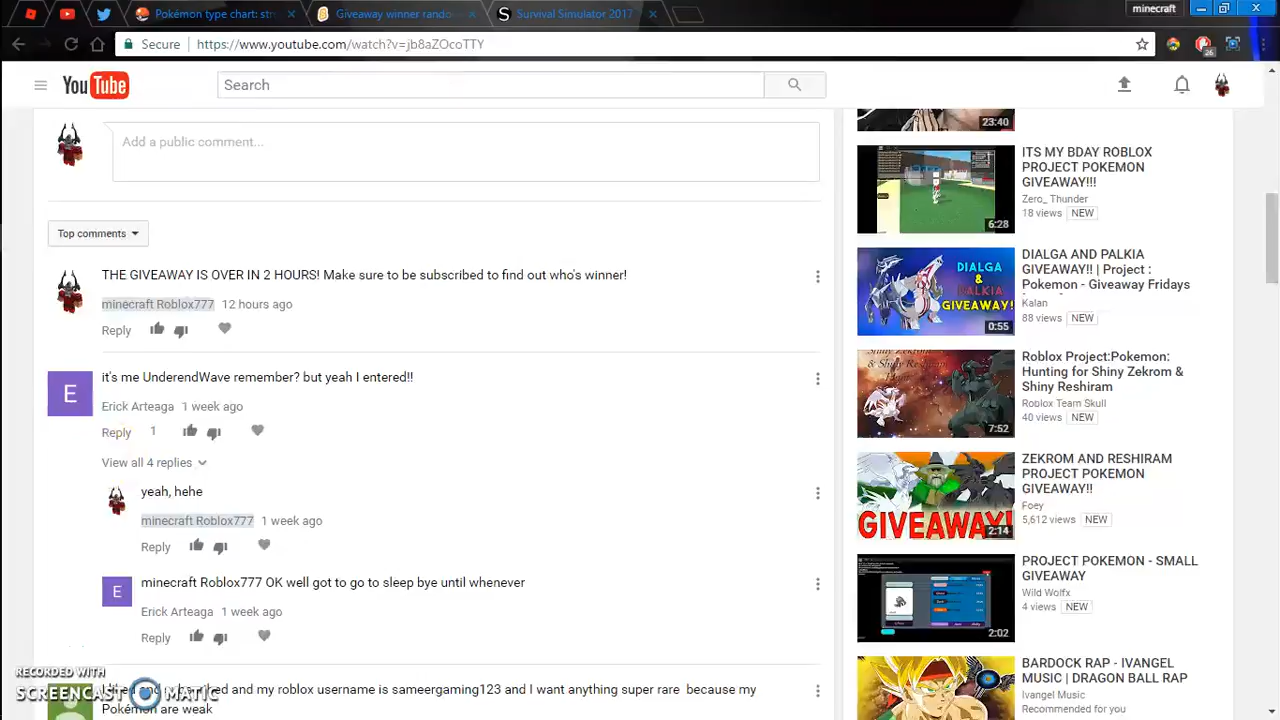 Pokémon type chart: str
Giveaway winner rando
Survival Simulator 2017
minecraft
Secure
https://www.youtube.com/watch?v=jb8aZOcoTTY
26
YouTube
Search
Add a public comment...
Top comments
THE GIVEAWAY IS OVER IN 2 HOURS! Make sure to be subscribed to find out who's winner!
minecraft Roblox777 12 hours ago
Reply
E
it's me UnderendWave remember? but yeah I entered!!
Erick Arteaga 1 week ago
Reply 1
View all 4 replies
yeah, hehe
minecraft Roblox777 1 week ago
Reply
E
Roblox777 OK well got to go to sleep bye until whenever
Erick Arteaga 1 week ago
Reply
and my roblox username is sameergaming123 and I want anything super rare because my
Pokémon are weak
RECORDED WITH
SCREENCAST MATIC
23:40
ITS MY BDAY ROBLOX
PROJECT POKEMON
GIVEAWAY!!!
Zero_ Thunder
18 views NEW
6:28
DIALGA
&
PALKIA
GIVEAWAY!
0:55
DIALGA AND PALKIA
GIVEAWAY!! | Project :
Pokemon - Giveaway Fridays
Kalan
88 views NEW
& Shiny Reshiram
7:52
Roblox Project:Pokemon:
Hunting for Shiny Zekrom &
Shiny Reshiram
Roblox Team Skull
40 views NEW
GIVEAWAY!
2:14
ZEKROM AND RESHIRAM
PROJECT POKEMON
GIVEAWAY!!
Foey
5,612 views NEW
2:02
PROJECT POKEMON - SMALL
GIVEAWAY
Wild Wolfx
4 views NEW
BARDOCK RAP - IVANGEL
MUSIC | DRAGON BALL RAP
Ivangel Music
Recommended for you